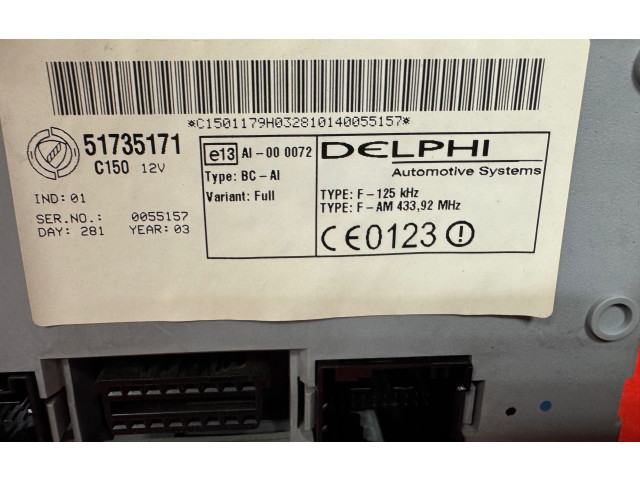 *C1501179H032810140055157*
51735171
C150 12V
IND: 01
SER.NO.: 0055157
DAY: 281 YEAR: 03
e13 AI-00 0072
Type: BC-AI
Variant: Full
DELPHI
Automotive Systems
TYPE: F-125 kHz
TYPE: F-AM 433,92 MHz
CE0123